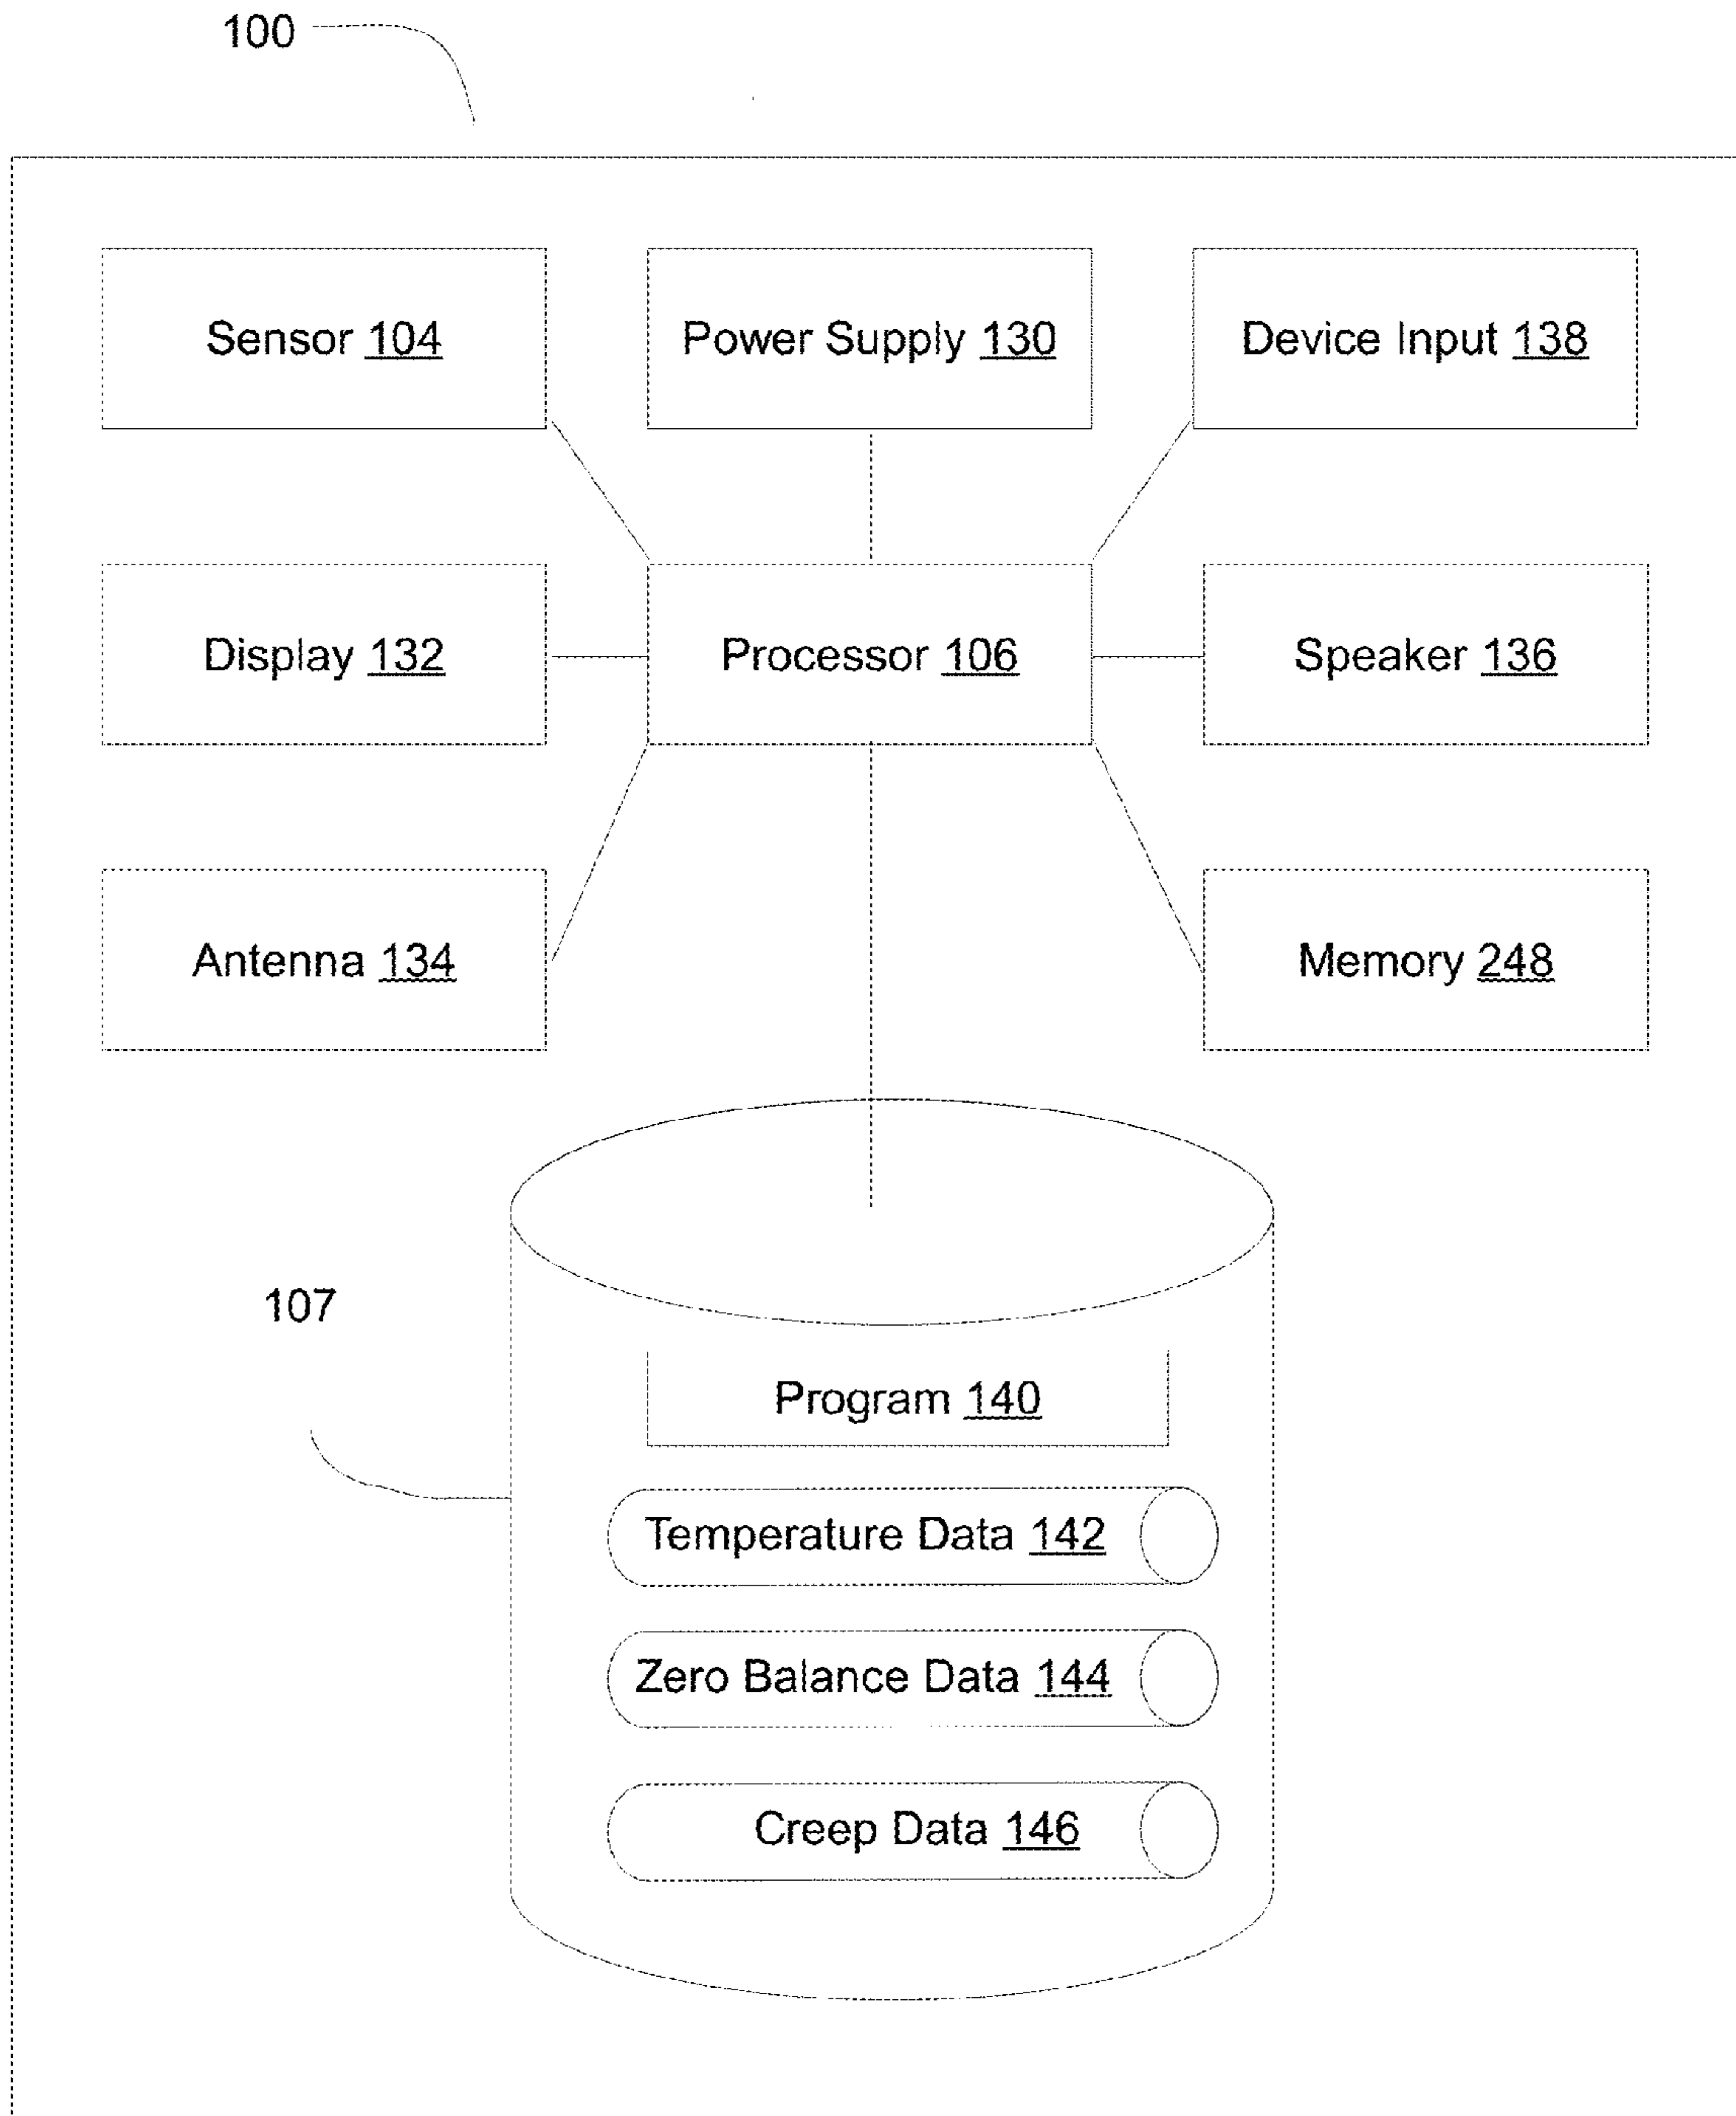 100
Sensor 104
Power Supply 130
Device Input 138
Display 132
Processor 106
Speaker 136
Antenna 134
Memory 248
107
Program 140
Temperature Data 142
Zero Balance Data 144
Creep Data 146